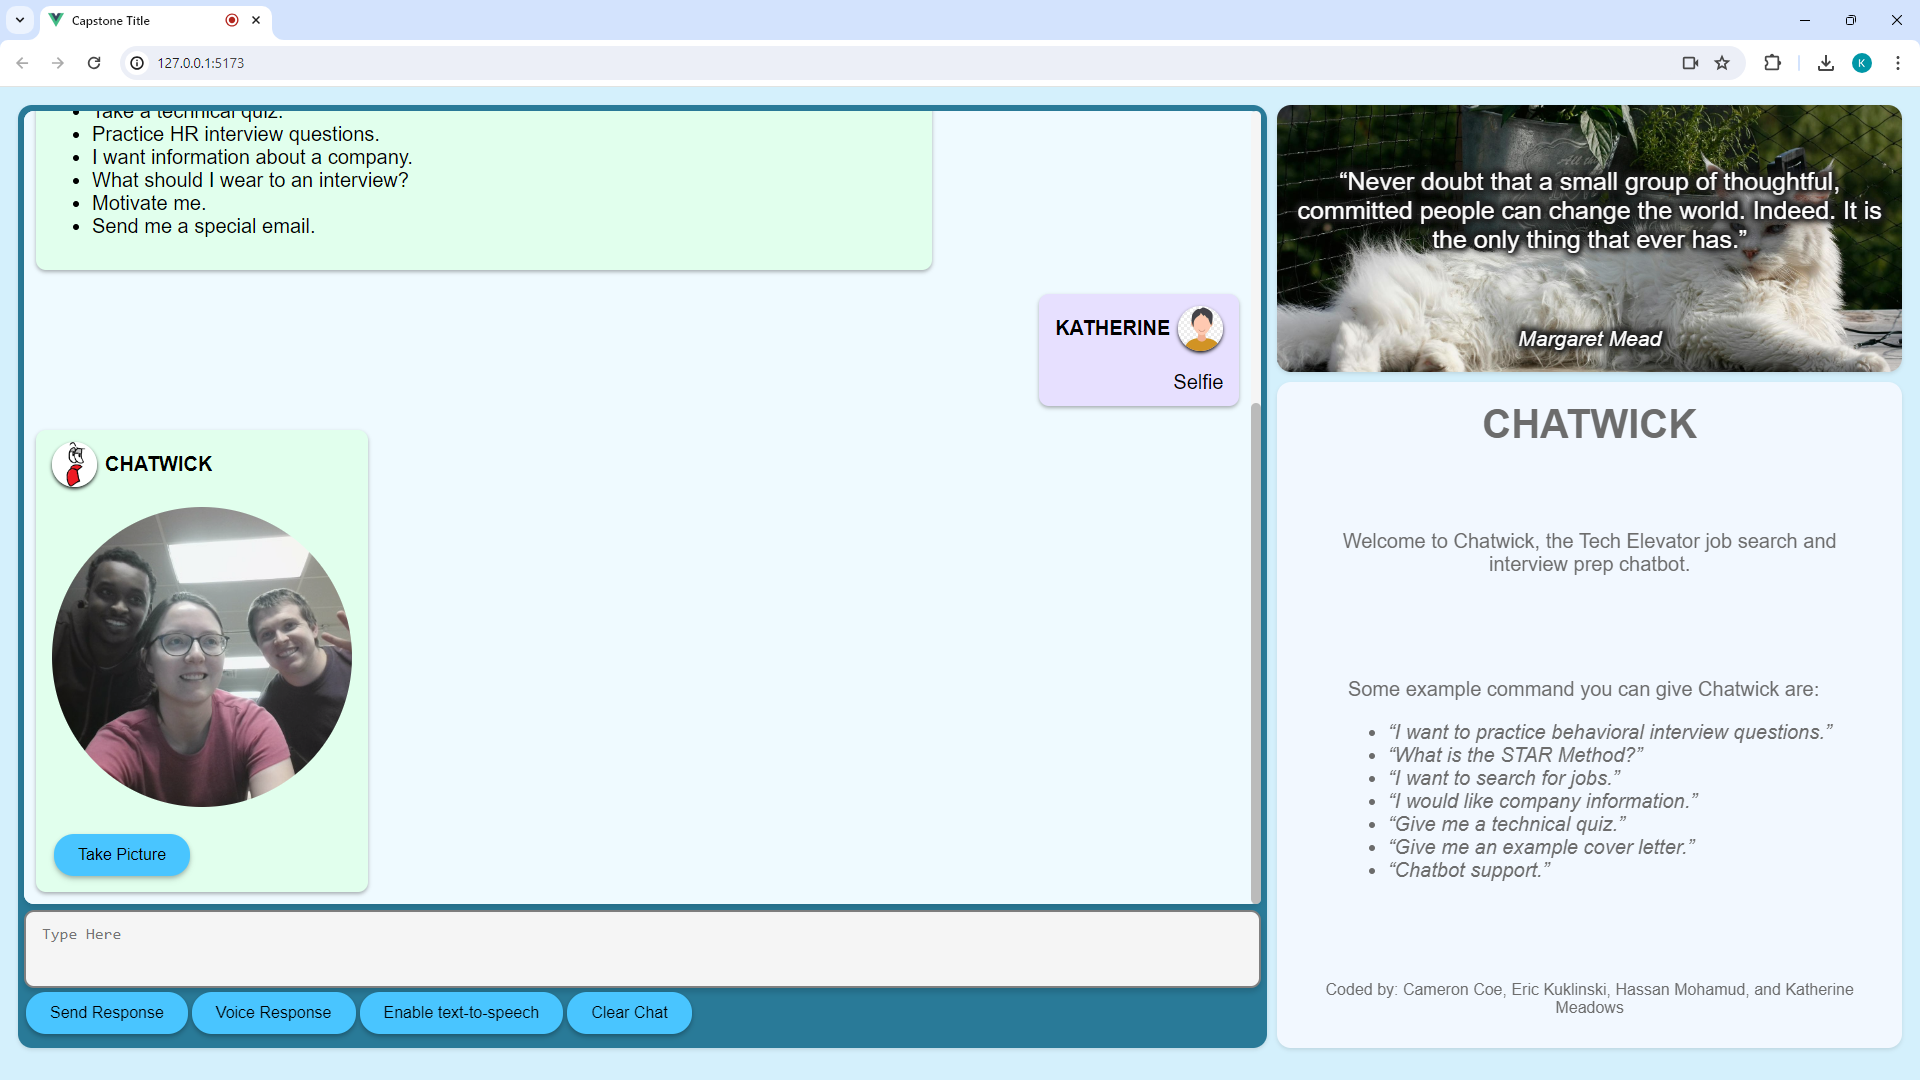 Capstone Title
127.0.0.1:5173
K
Take a technical quiz.
Practice HR interview questions.
I want information about a company.
What should I wear to an interview?
Motivate me.
Send me a special email.
KATHERINE
Selfie
CHATWICK
Take Picture
Type Here
Send Response
Voice Response
Enable text-to-speech
Clear Chat
“Never doubt that a small group of thoughtful,
committed people can change the world. Indeed. It is
the only thing that ever has.”
Margaret Mead
CHATWICK
Welcome to Chatwick, the Tech Elevator job search and
interview prep chatbot.
Some example command you can give Chatwick are:
“I want to practice behavioral interview questions.”
“What is the STAR Method?”
“I want to search for jobs.”
“I would like company information.”
“Give me a technical quiz.”
“Give me an example cover letter.”
“Chatbot support.”
Coded by: Cameron Coe, Eric Kuklinski, Hassan Mohamud, and Katherine
Meadows